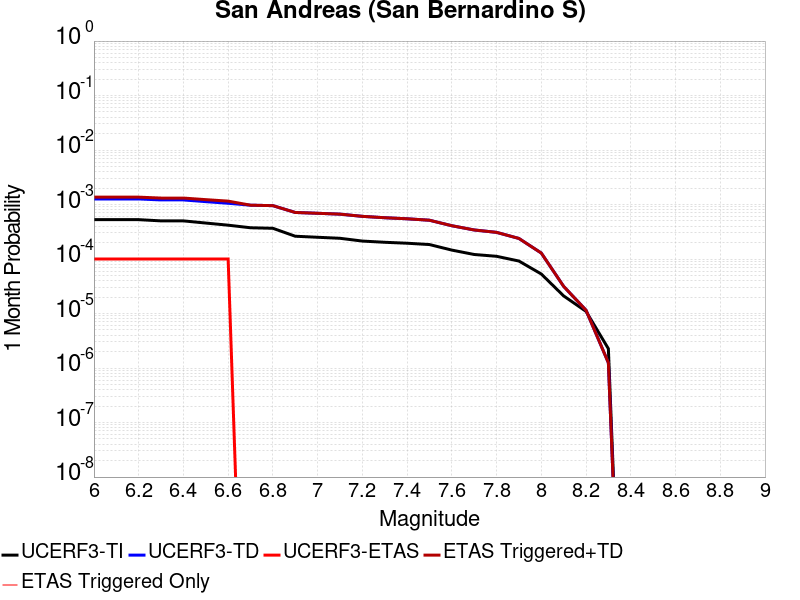 San Andreas (San Bernardino S)
10^0
10^-1
10^-2
10^-3
10^-4
10^-5
10^-6
10^-7
10^-8
1 Month Probability
6 6.2 6.4 6.6 6.8 7 7.2 7.4 7.6 7.8 8 8.2 8.4 8.6 8.8 9
Magnitude
UCERF3-TI UCERF3-TD UCERF3-ETAS ETAS Triggered+TD
ETAS Triggered Only